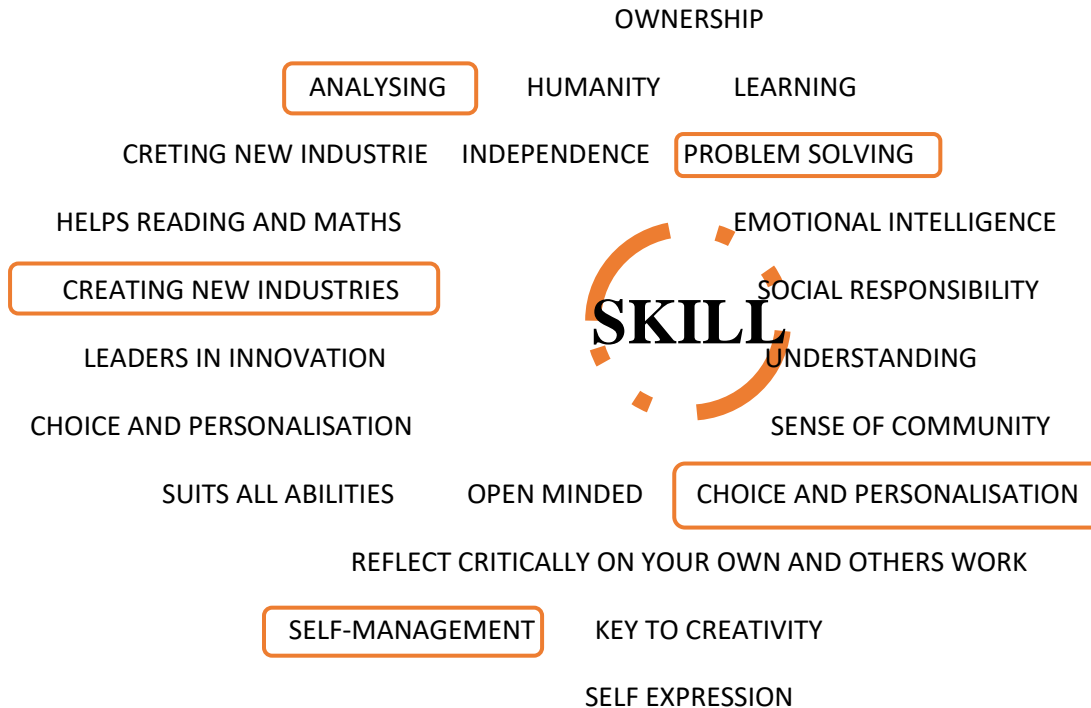 OWNERSHIP
ANALYSING HUMANITY LEARNING
CRETING NEW INDUSTRIE INDEPENDENCE PROBLEM SOLVING
HELPS READING AND MATHS EMOTIONAL INTELLIGENCE
CREATING NEW INDUSTRIES SOCIAL RESPONSIBILITY
SKILL
LEADERS IN INNOVATION UNDERSTANDING
CHOICE AND PERSONALISATION SENSE OF COMMUNITY
SUITS ALL ABILITIES OPEN MINDED CHOICE AND PERSONALISATION
REFLECT CRITICALLY ON YOUR OWN AND OTHERS WORK
SELF-MANAGEMENT KEY TO CREATIVITY
SELF EXPRESSION